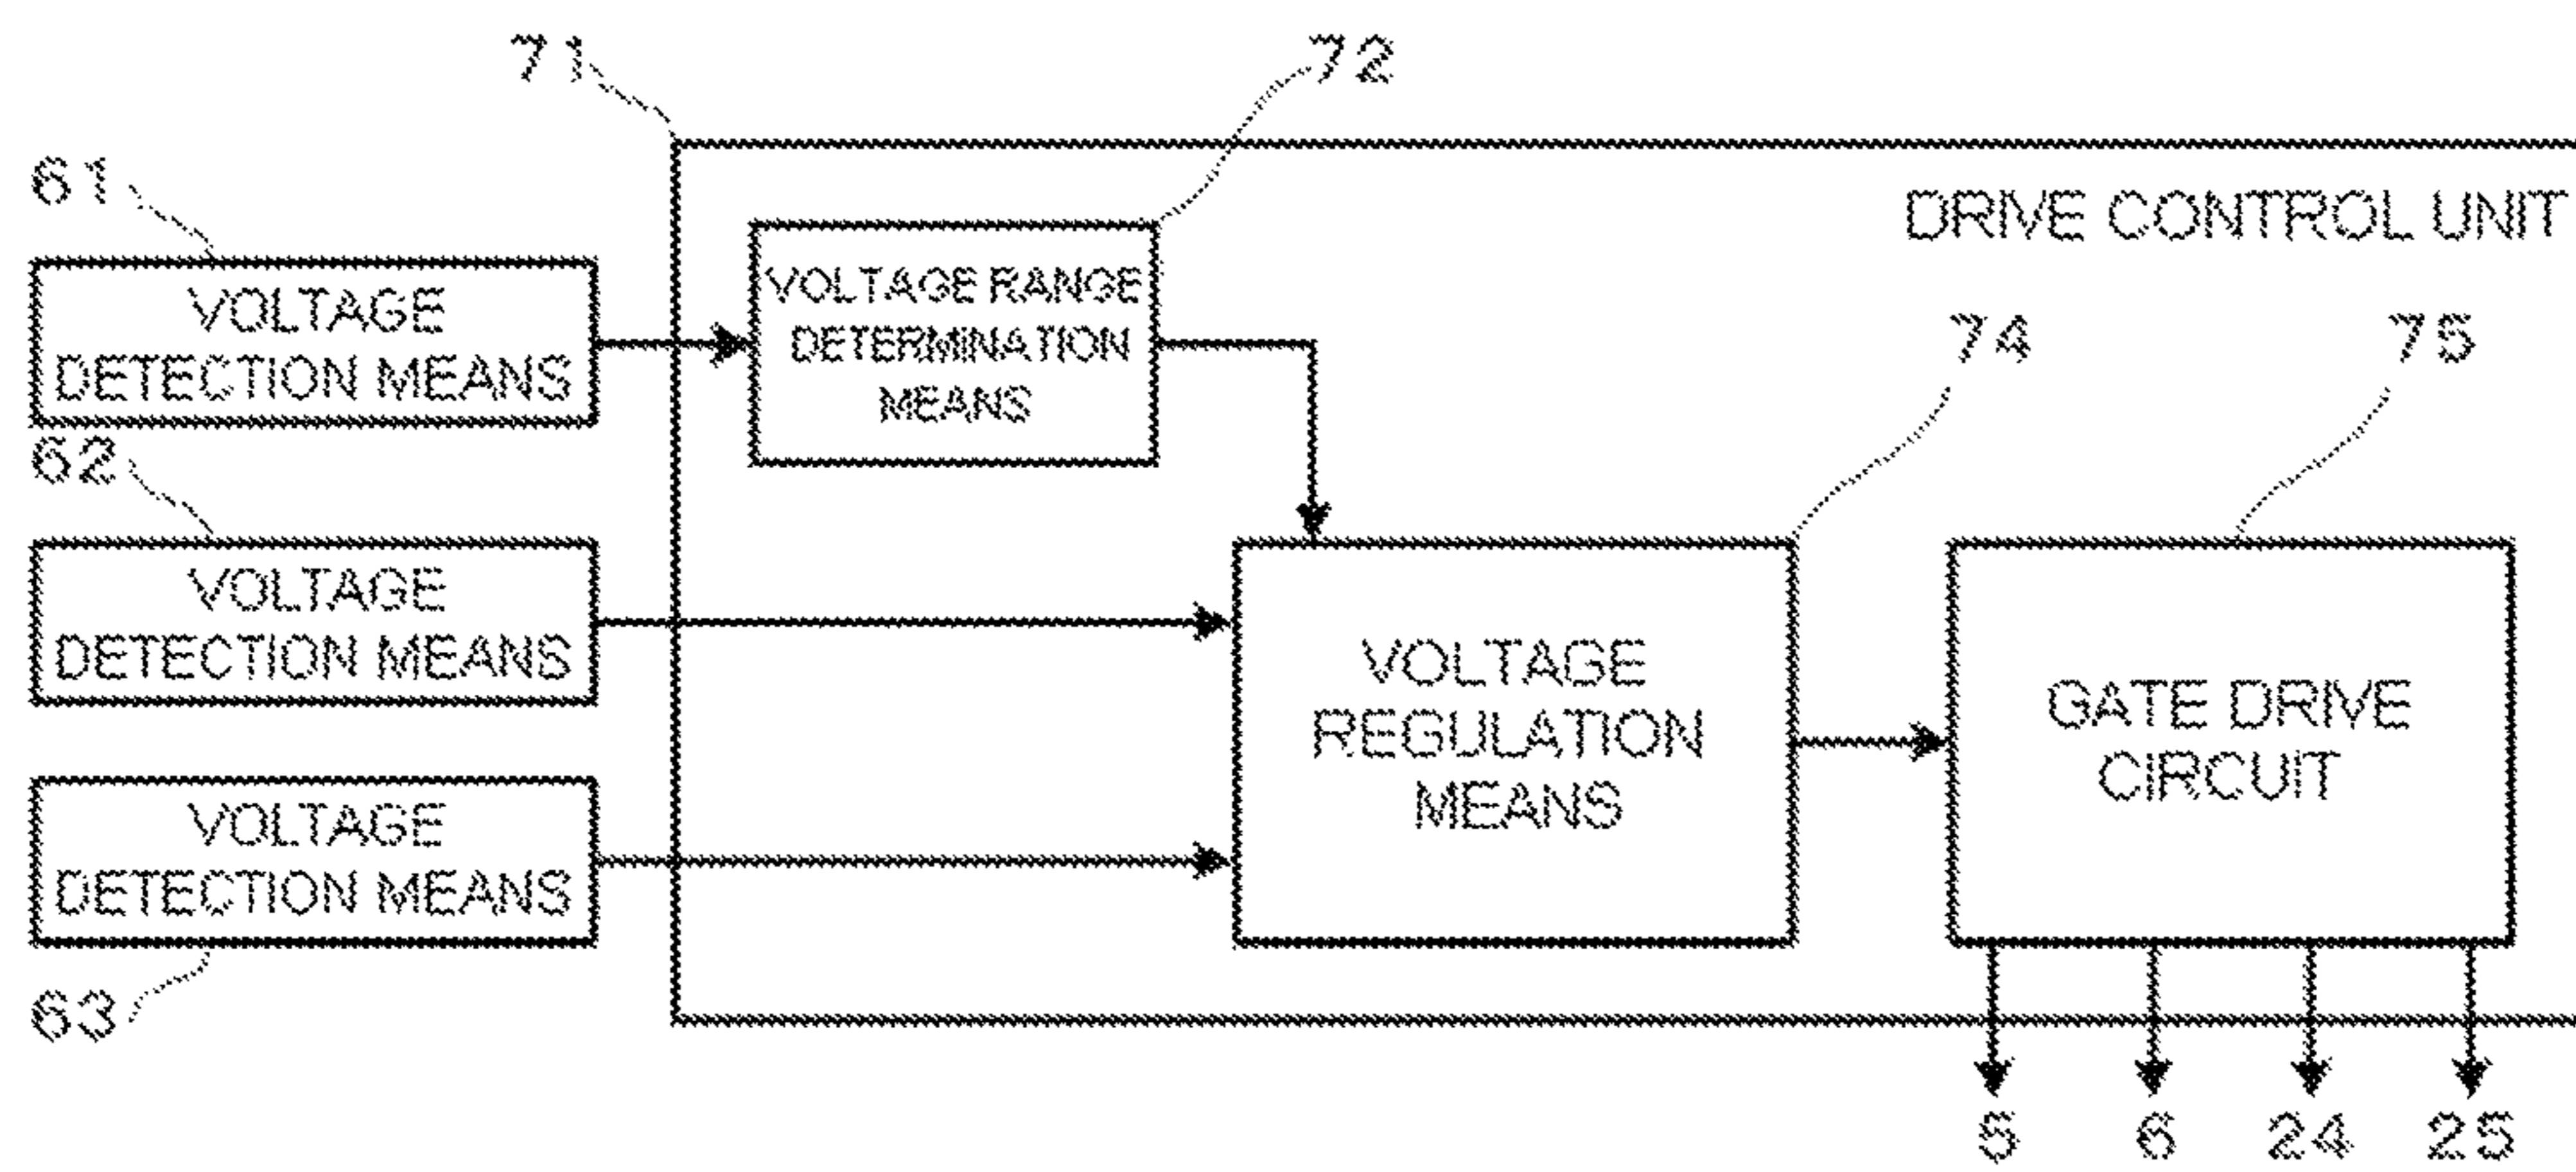 71
72
61
DRIVE CONTROL UNIT
VOLTAGE
DETECTION MEANS
VOLTAGE RANGE
DETERMINATION
MEANS
74
75
62
VOLTAGE
DETECTION MEANS
VOLTAGE
REGULATION
MEANS
GATE DRIVE
CIRCUIT
VOLTAGE
DETECTION MEANS
63
5
6
24
25